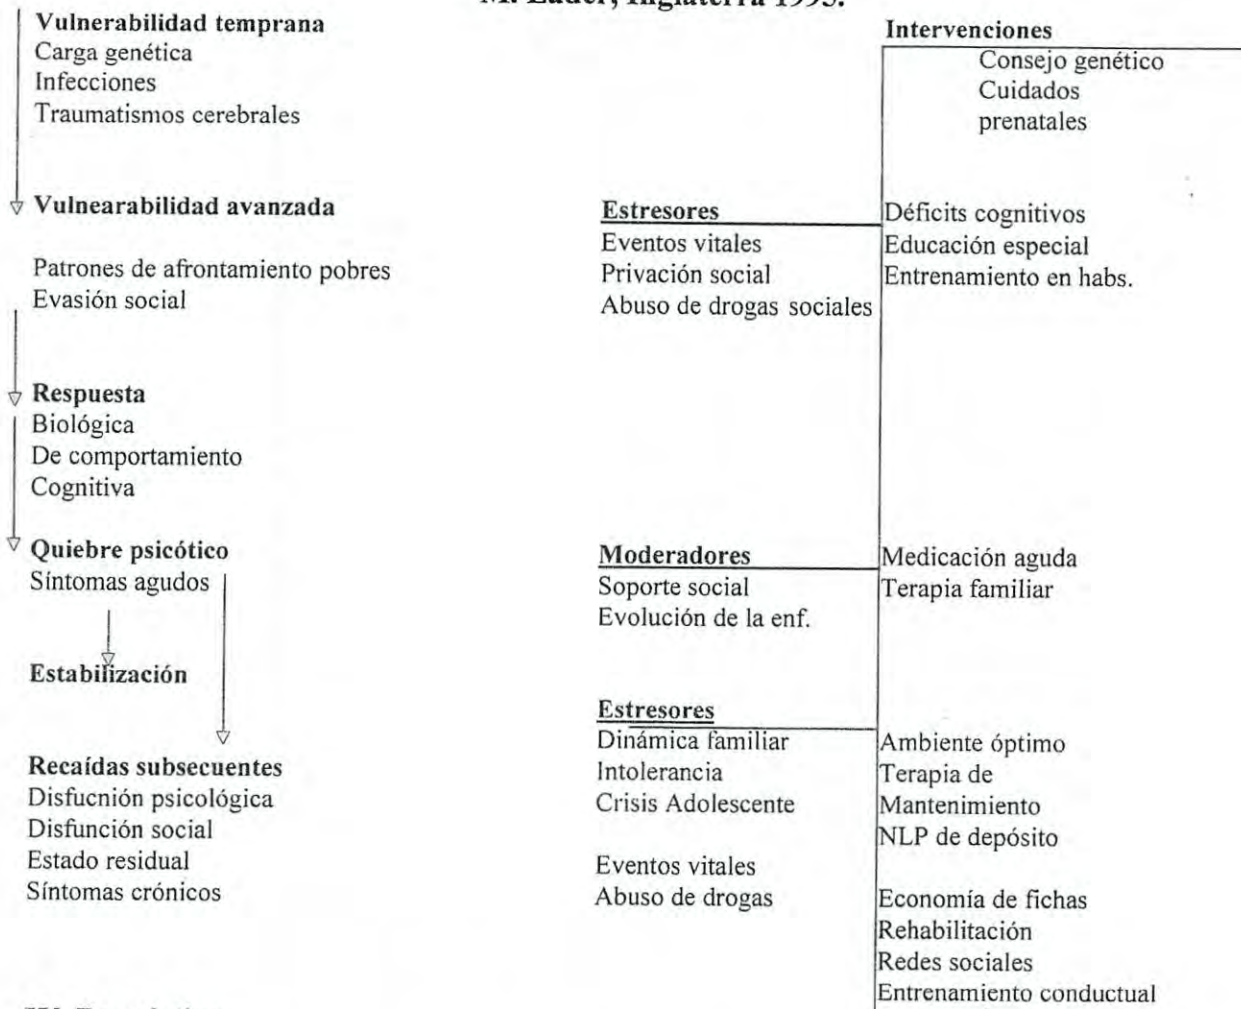 M. Lader, Inglaterra 1995.
Vulnerabilidad temprana
Carga genética
Infecciones
Traumatismos cerebrales
Vulnearabilidad avanzada
Patrones de afrontamiento pobres
Evasión social
Respuesta
Biológica
De comportamiento
Cognitiva
Quiebre psicótico
Síntomas agudos
Estabilización
Recaídas subsecuentes
Disfucnión psicológica
Disfunción social
Estado residual
Síntomas crónicos
Estresores
Eventos vitales
Privación social
Abuso de drogas sociales
Moderadores
Soporte social
Evolución de la enf.
Estresores
Dinámica familiar
Intolerancia
Crisis Adolescente
Eventos vitales
Abuso de drogas
Intervenciones
Consejo genético
Cuidados
prenatales
Déficits cognitivos
Educación especial
Entrenamiento en habs.
Medicación aguda
Terapia familiar
Ambiente óptimo
Terapia de
Mantenimiento
NLP de depósito
Economía de fichas
Rehabilitación
Redes sociales
Entrenamiento conductual